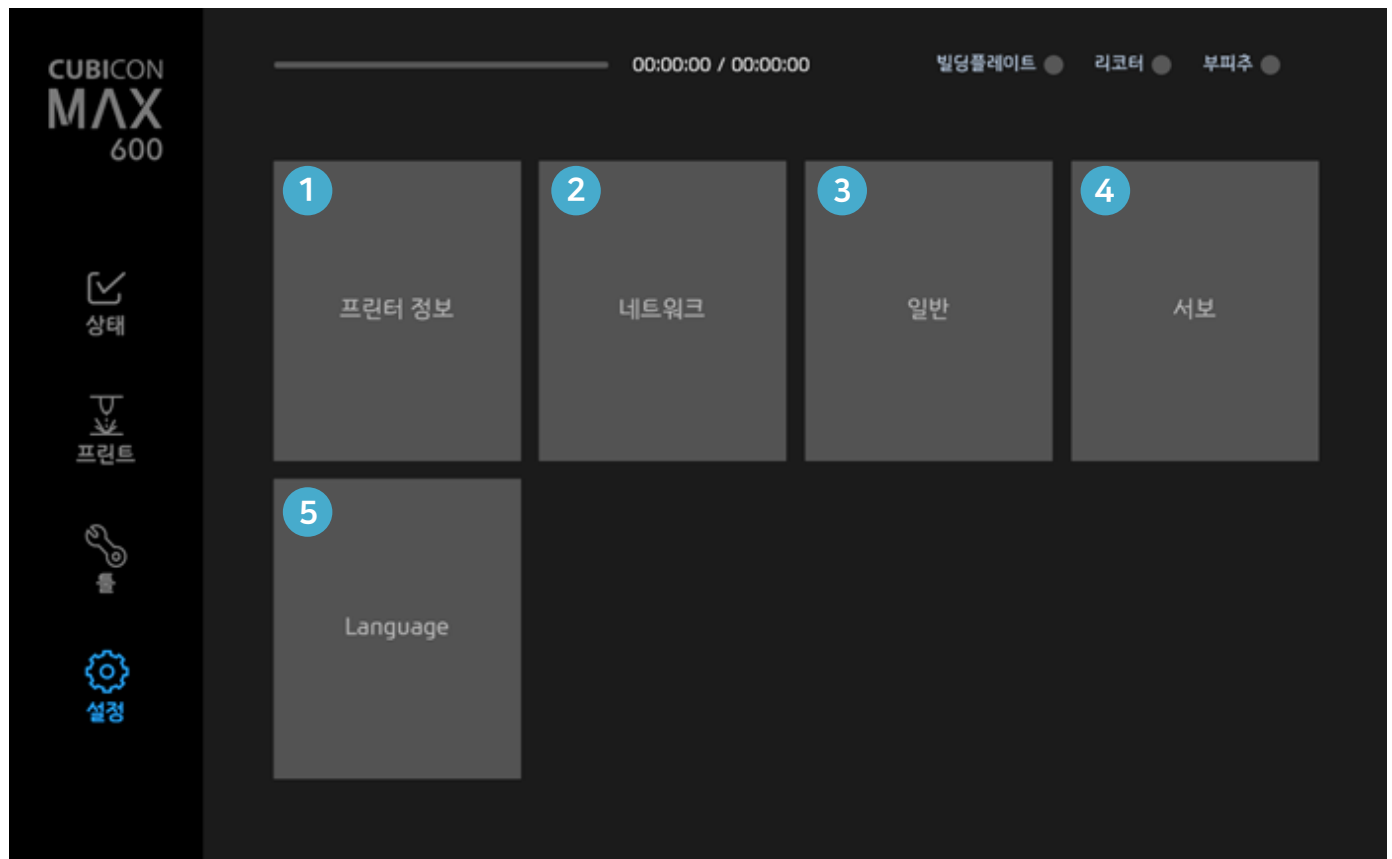 CUBICON
MAX
600
00:00:00 / 00:00:00
빌딩플레이트
리코터
부피추
상태
프린트
툴
설정
1
프린터 정보
2
네트워크
3
일반
4
서보
5
Language